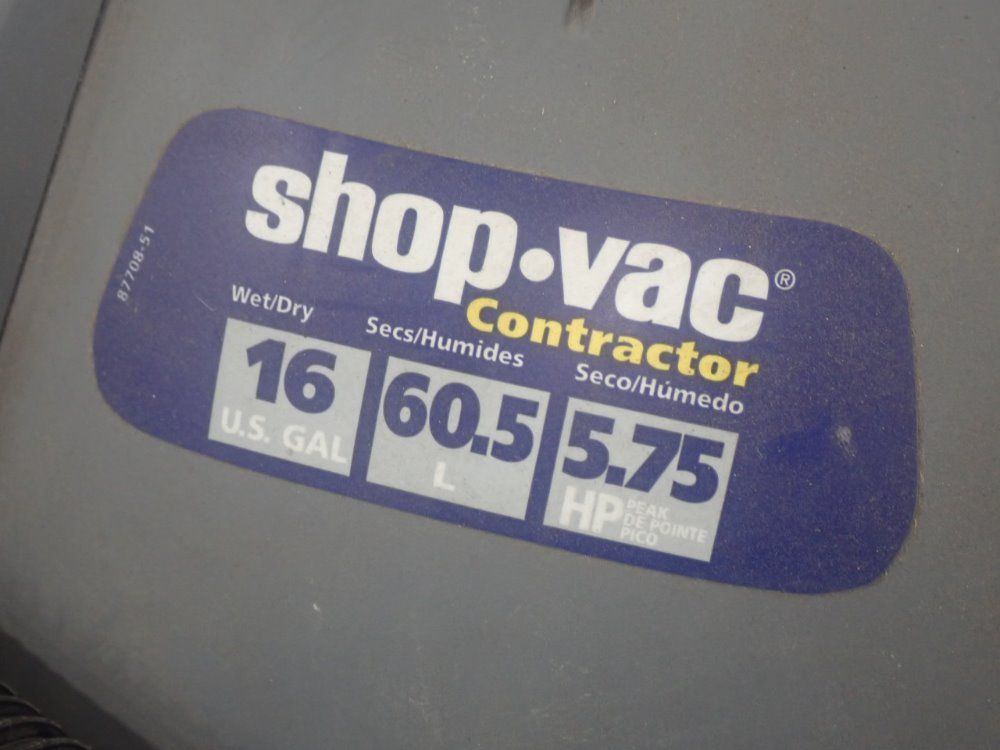 shop·vac®
Contractor
87708-51
Wet/Dry
Secs/Humides
Seco/Húmedo
16
U.S. GAL
60.5
L
5.75
HP
PEAK
DE POINTE
PICO